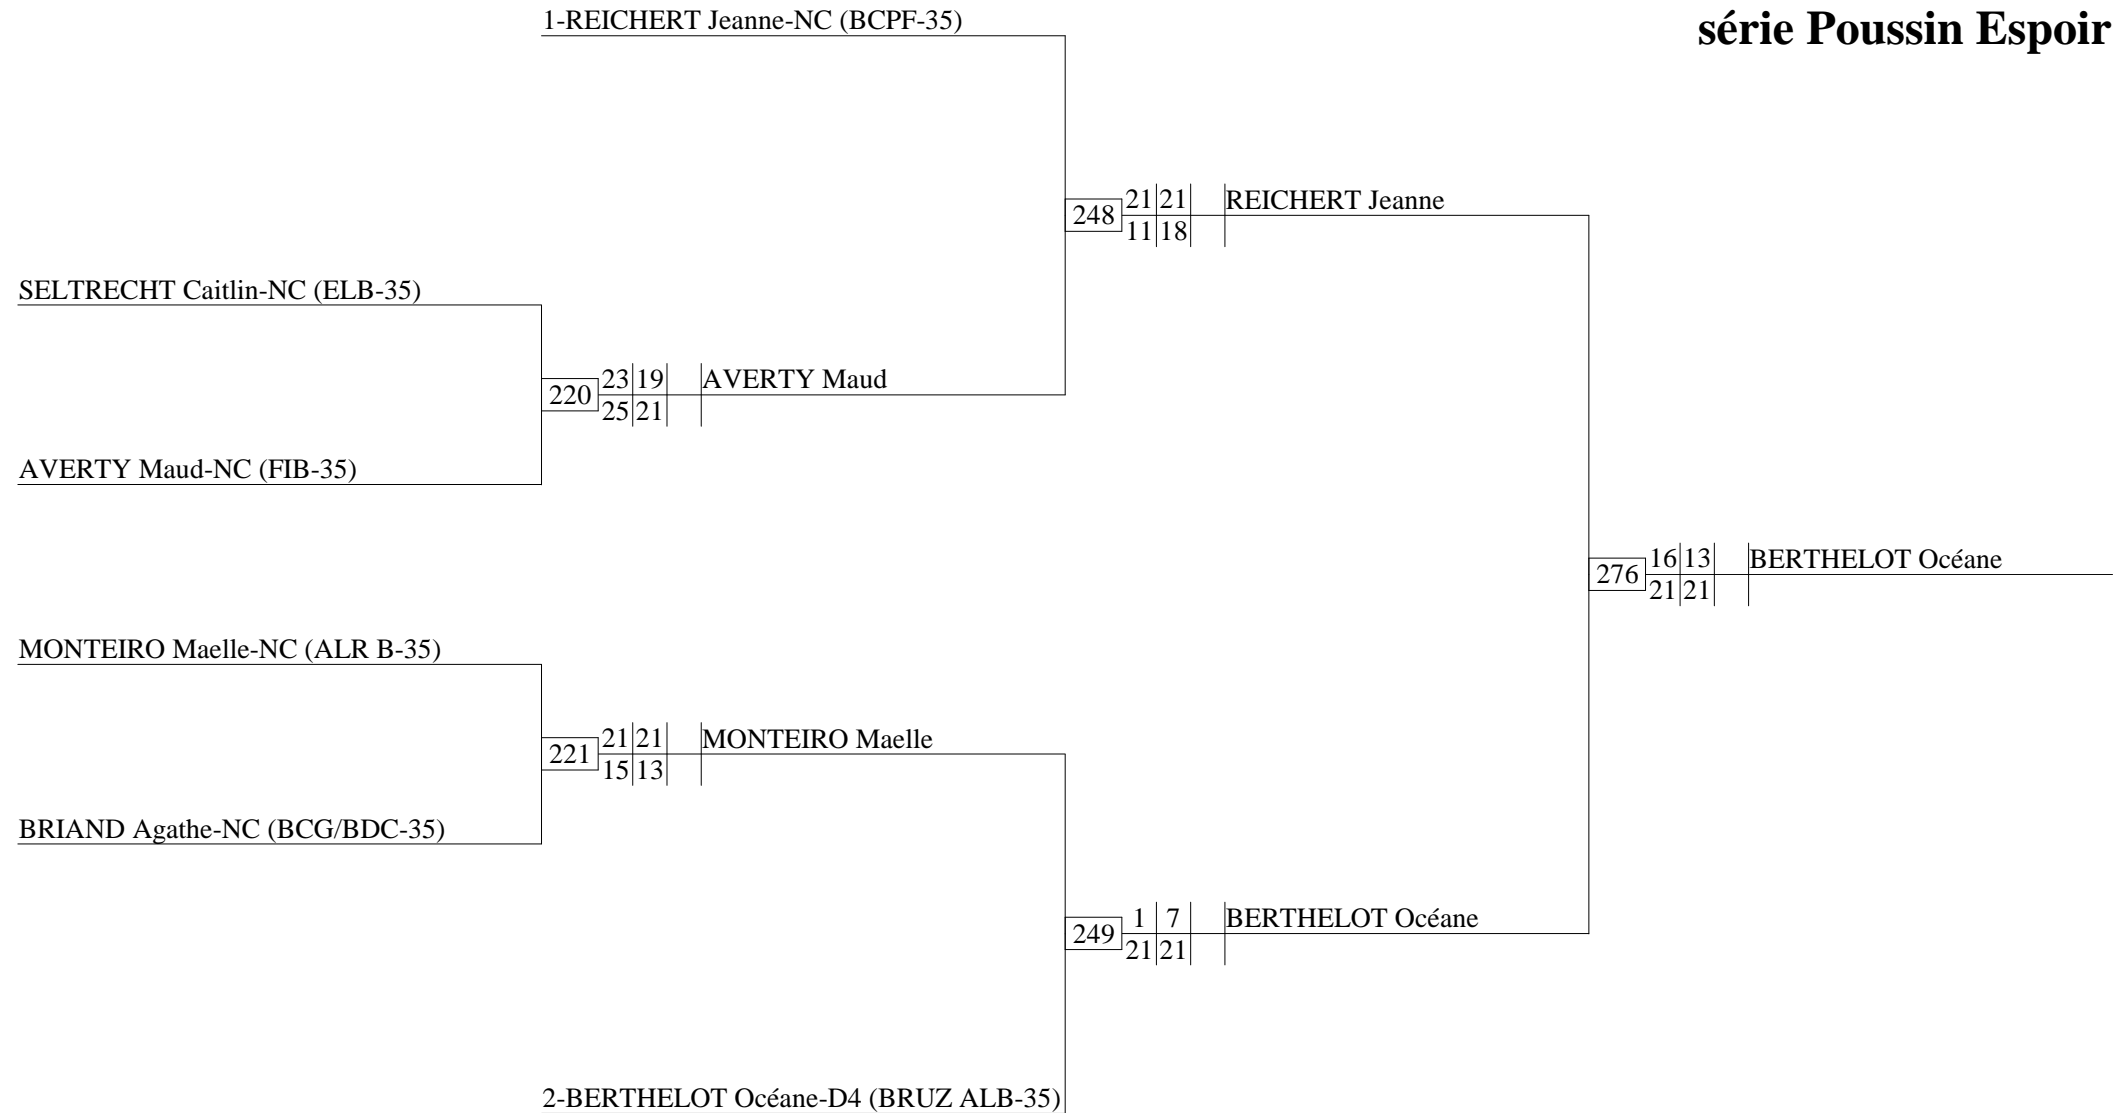 1-REICHERT Jeanne-NC (BCPF-35)
série Poussin Espoir
248
21 21
11 18
REICHERT Jeanne
SELTRECHT Caitlin-NC (ELB-35)
220
23 19
25 21
AVERTY Maud
AVERTY Maud-NC (FIB-35)
276
16 13
21 21
BERTHELOT Océane
MONTEIRO Maelle-NC (ALR B-35)
221
21 21
15 13
MONTEIRO Maelle
BRIAND Agathe-NC (BCG/BDC-35)
249
1 7
21 21
BERTHELOT Océane
2-BERTHELOT Océane-D4 (BRUZ ALB-35)